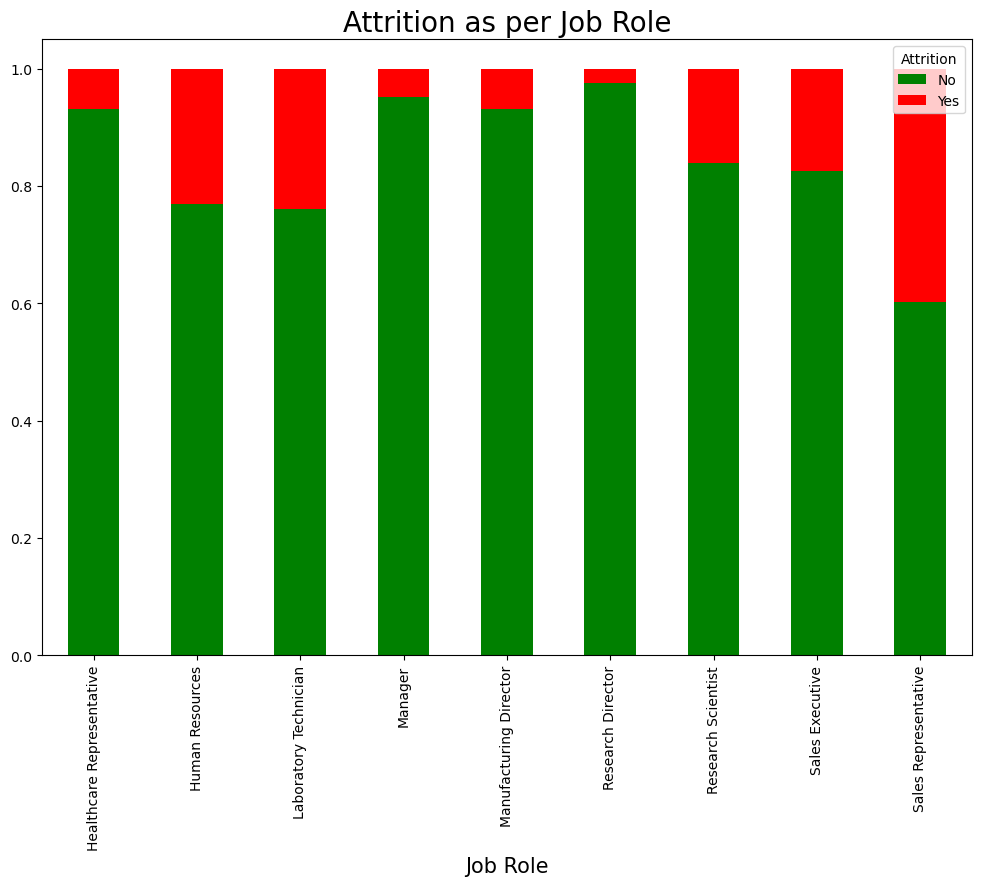 Attrition as per Job Role
Attrition
No
Yes
1.0
0.8
0.6
0.4
0.2
0.0
Healthcare Representative
Human Resources
Laboratory Technician
Manager
Manufacturing Director
Research Director
Research Scientist
Sales Executive
Sales Representative
Job Role